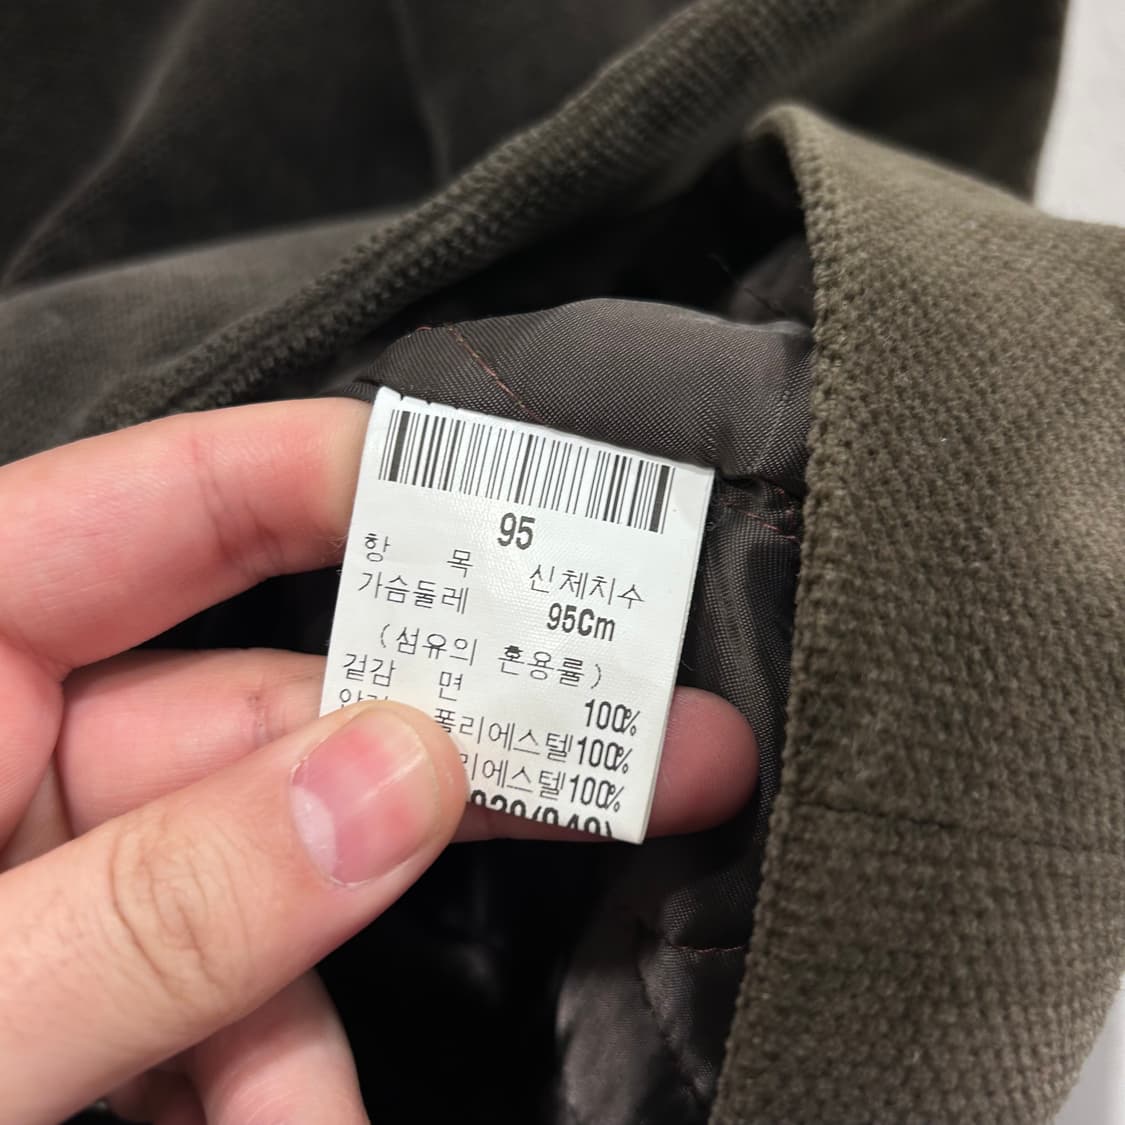 95
항 목 신체치수
가슴둘레 95Cm
(섬유의 혼용률)
겉감 면 100%
폴리에스텔100%
리에스텔100%